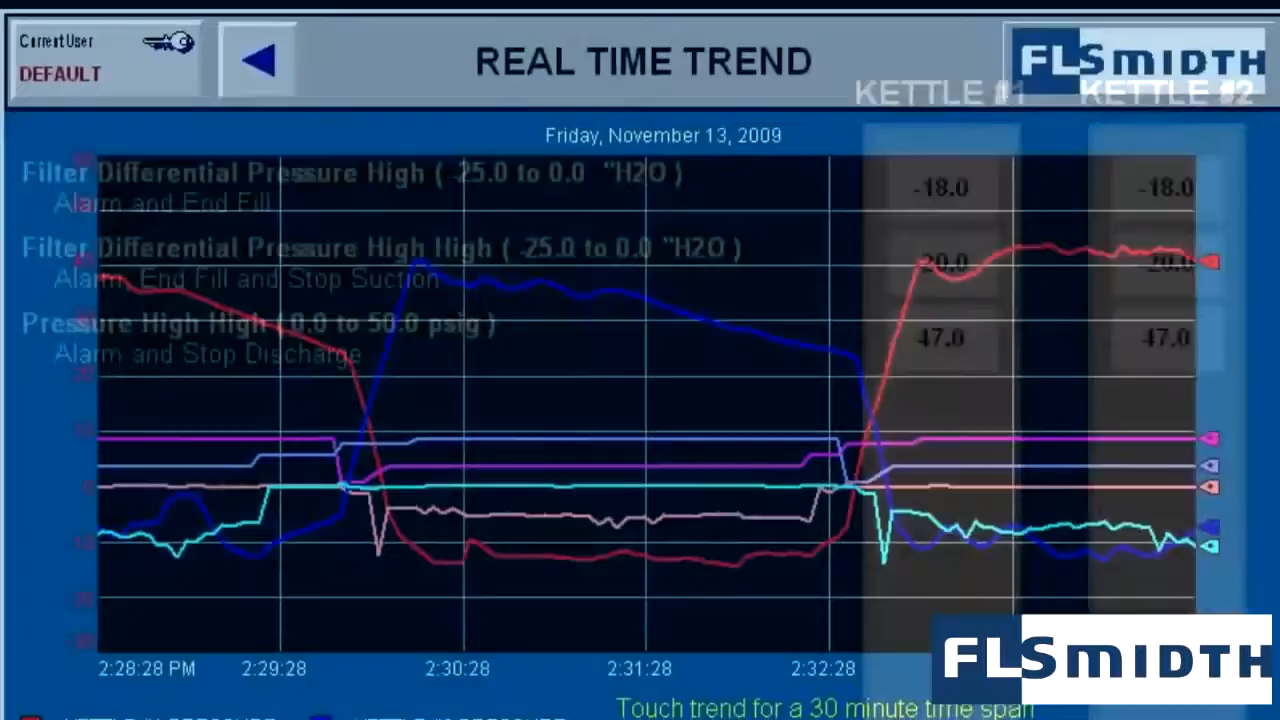 Current User
DEFAULT
REAL TIME TREND
FLSMIDTH
KETTLE #1
KETTLE #2
Friday, November 13, 2009
Filter Differential Pressure High ( -25.0 to 0.0 "H2O )
-18.0
-18.0
Alarm and End Fill
Filter Differential Pressure High High ( -25.0 to 0.0 "H2O )
-20.0
-20.0
Alarm, End Fill and Stop Suction
Pressure High High ( 0.0 to 50.0 psig )
47.0
47.0
Alarm and Stop Discharge
2:28:28 PM
2:29:28
2:30:28
2:31:28
2:32:28
FLSMIDTH
Touch trend for a 30 minute time span